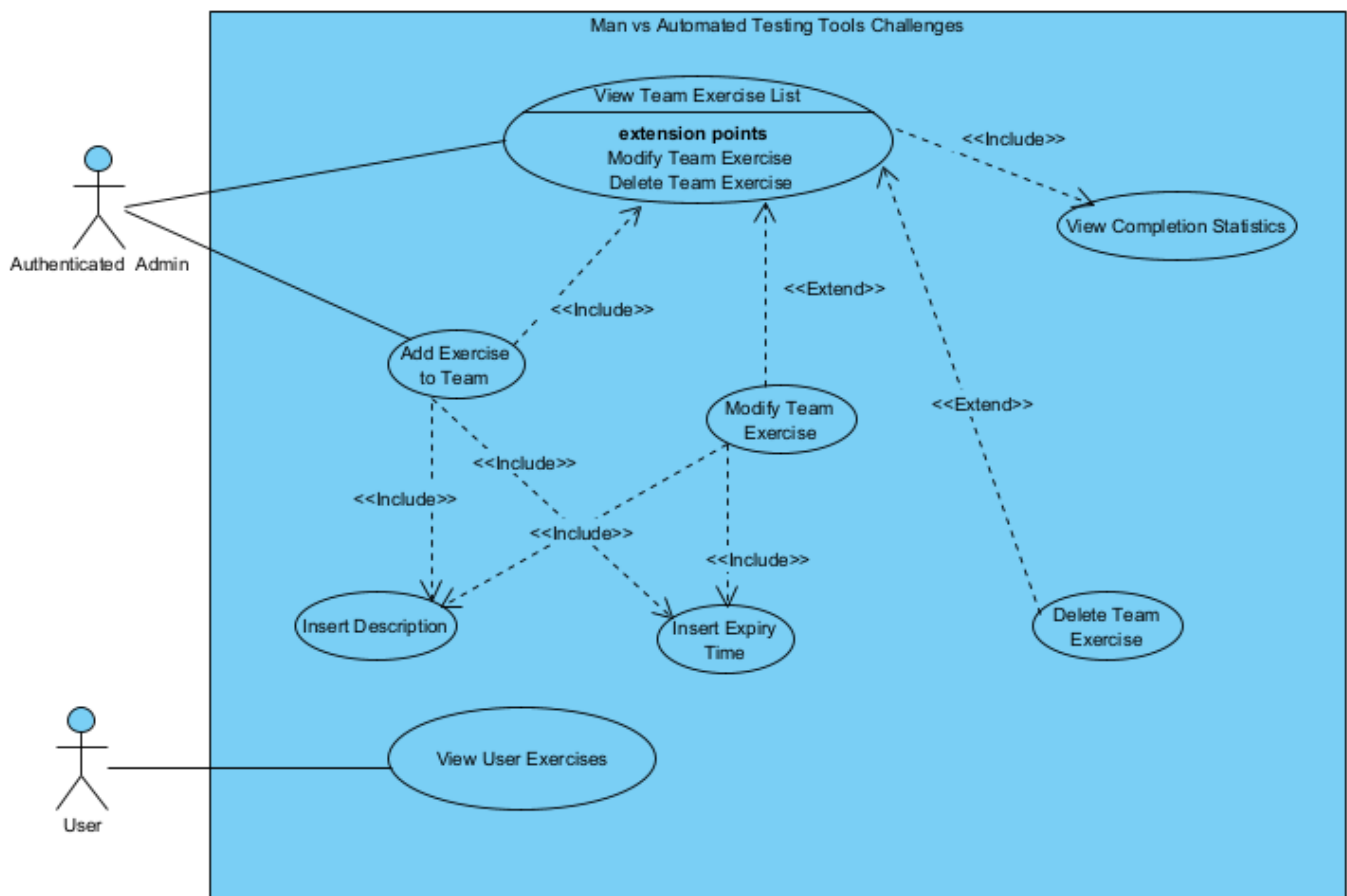 Man vs Automated Testing Tools Challenges
View Team Exercise List
extension points
Modify Team Exercise
Delete Team Exercise
<<Include>>
View Completion Statistics
Authenticated Admin
<<Extend>>
<<Include>>
Add Exercise
to Team
Modify Team
Exercise
<<Extend>>
<<Include>>
<<Include>>
<<Include>>
<<Include>>
Insert Description
Insert Expiry
Time
Delete Team
Exercise
View User Exercises
User